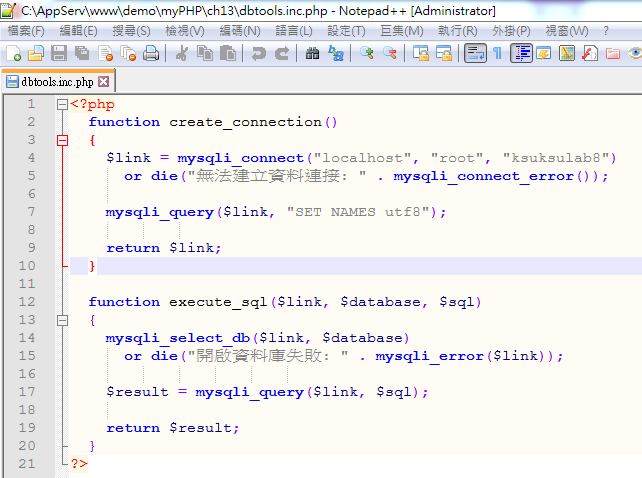 C:\AppServ\www\demo\myPHP\ch13\dbtools.inc.php - Notepad++ [Administrator]
檔案(F) 編輯(E) 搜尋(S) 檢視(V) 編碼(N) 語言(L) 設定(T) 巨集(M) 執行(R) 外掛(P) 視窗(W) ?
dbtools.inc.php
1 <?php
2 function create_connection()
3 {
4 $link = mysqli_connect("localhost", "root", "ksuksulab8")
5 or die("無法建立資料連接: " . mysqli_connect_error());
6
7 mysqli_query($link, "SET NAMES utf8");
8
9 return $link;
10 }
11
12 function execute_sql($link, $database, $sql)
13 {
14 mysqli_select_db($link, $database)
15 or die("開啟資料庫失敗: " . mysqli_error($link));
16
17 $result = mysqli_query($link, $sql);
18
19 return $result;
20 }
21 ?>